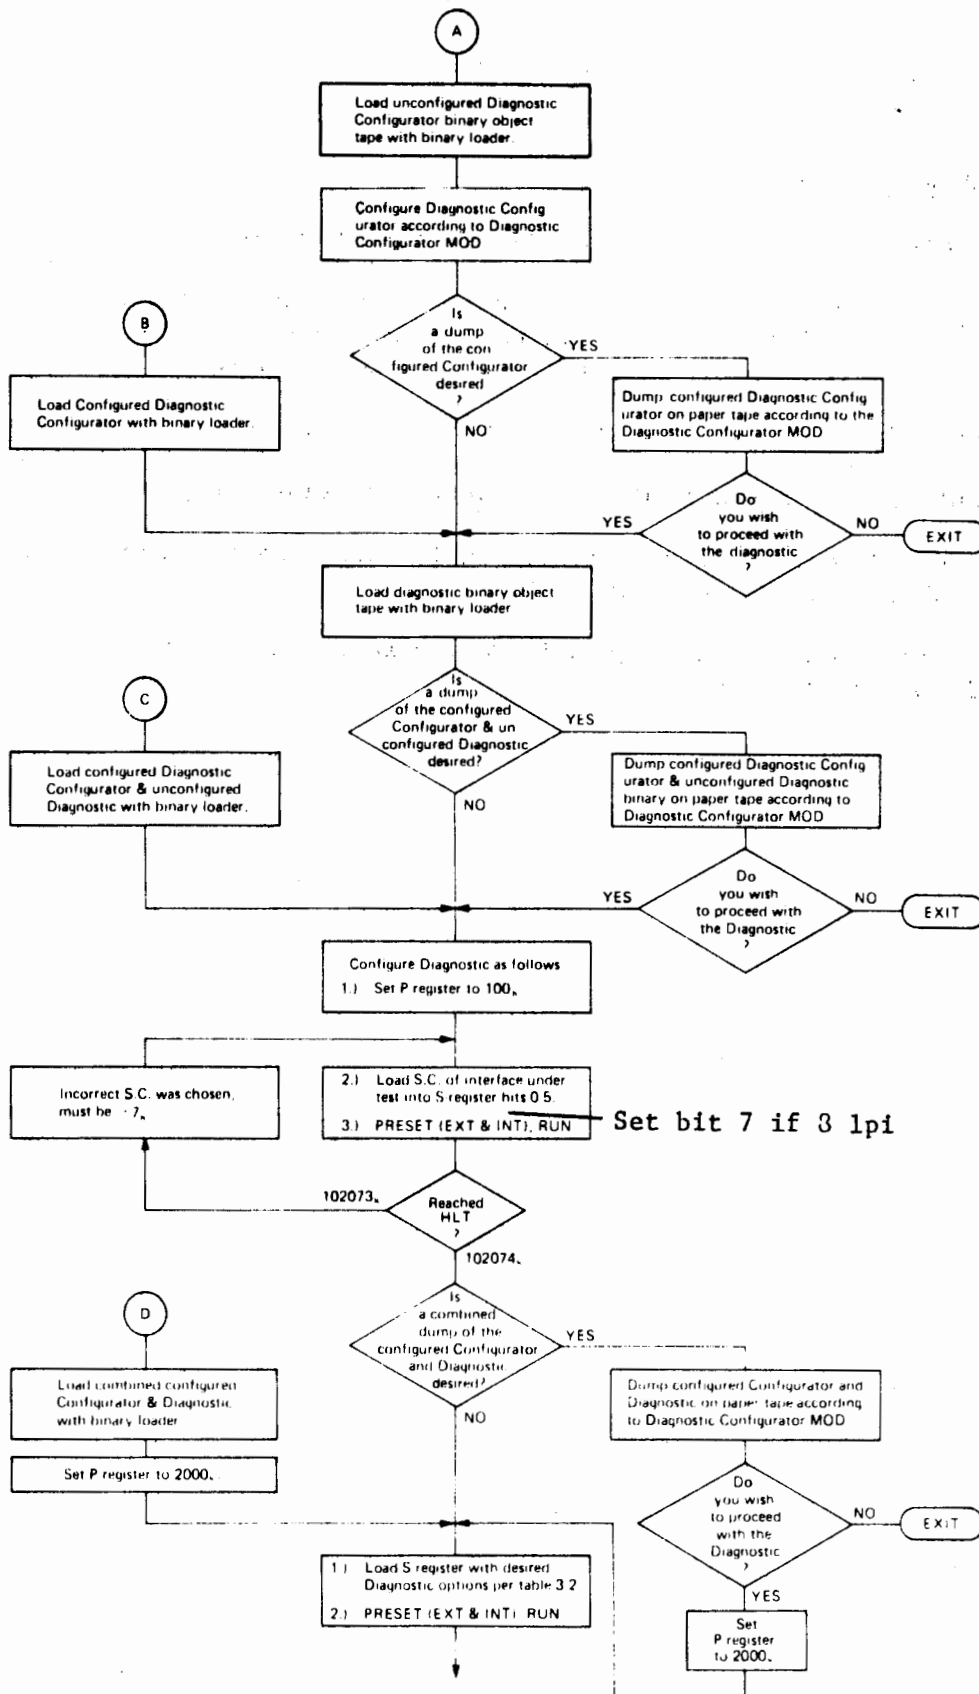 A
Load unconfigured Diagnostic
Configurator binary object
tape with binary loader.
Configure Diagnostic Config
urator according to Diagnostic
Configurator MOD
Is
a dump
of the con
figured Configurator
desired
?
YES
NO
B
Load Configured Diagnostic
Configurator with binary loader.
Dump configured Diagnostic Config
urator on paper tape according to the
Diagnostic Configurator MOD
Do
you wish
to proceed with
the diagnostic
?
YES
NO
EXIT
Load diagnostic binary object
tape with binary loader
C
Load configured Diagnostic
Configurator & unconfigured
Diagnostic with binary loader.
Is
a dump
of the configured
Configurator & un
configured Diagnostic
desired?
YES
NO
Dump configured Diagnostic Config
urator & unconfigured Diagnostic
binary on paper tape according to
Diagnostic Configurator MOD
Do
you wish
to proceed with
the Diagnostic
?
YES
NO
EXIT
Configure Diagnostic as follows
1.) Set P register to 100
Incorrect S.C. was chosen,
must be 7
2.) Load S.C. of interface under
test into S register bits 0 5.
3.) PRESET (EXT & INT), RUN
Set bit 7 if 3 lpi
102073
Reached
HLT
?
102074
D
Load combined configured
Configurator & Diagnostic
with binary loader
Set P register to 2000
Is
a combined
dump of the
configured Configurator
and Diagnostic
desired?
YES
NO
Dump configured Configurator and
Diagnostic on paper tape according
to Diagnostic Configurator MOD
Do
you wish
to proceed
with the
Diagnostic
?
NO
EXIT
YES
Set
P register
to 2000
1 ) Load S register with desired
Diagnostic options per table 3 2
2.) PRESET (EXT & INT) RUN